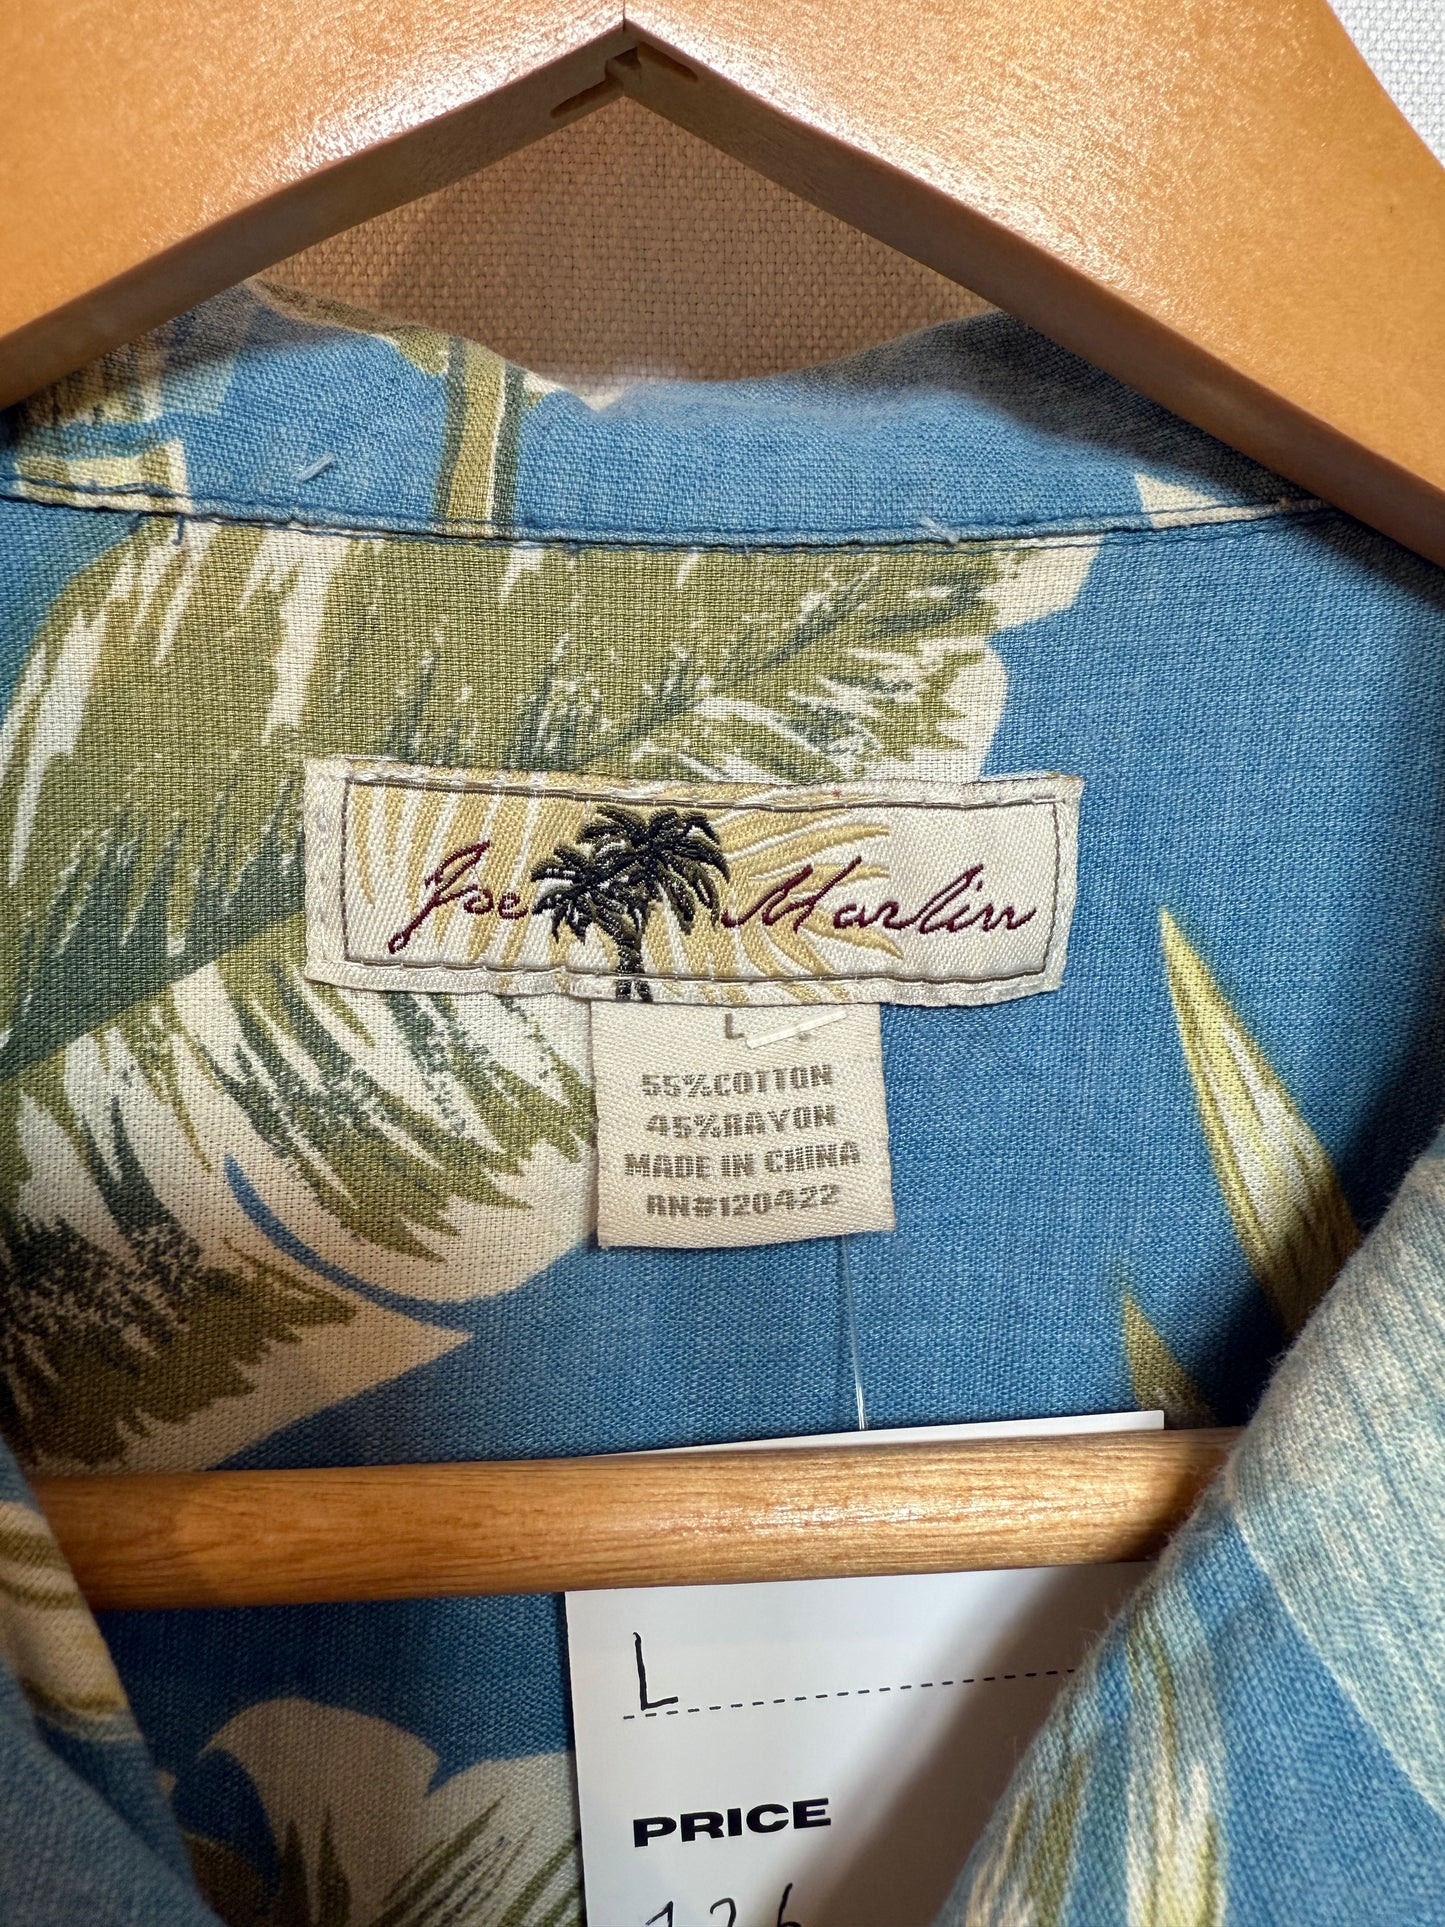 Joe Marlin
L
55%COTTON
45%RAYON
MADE IN CHINA
RN#120422
L
PRICE